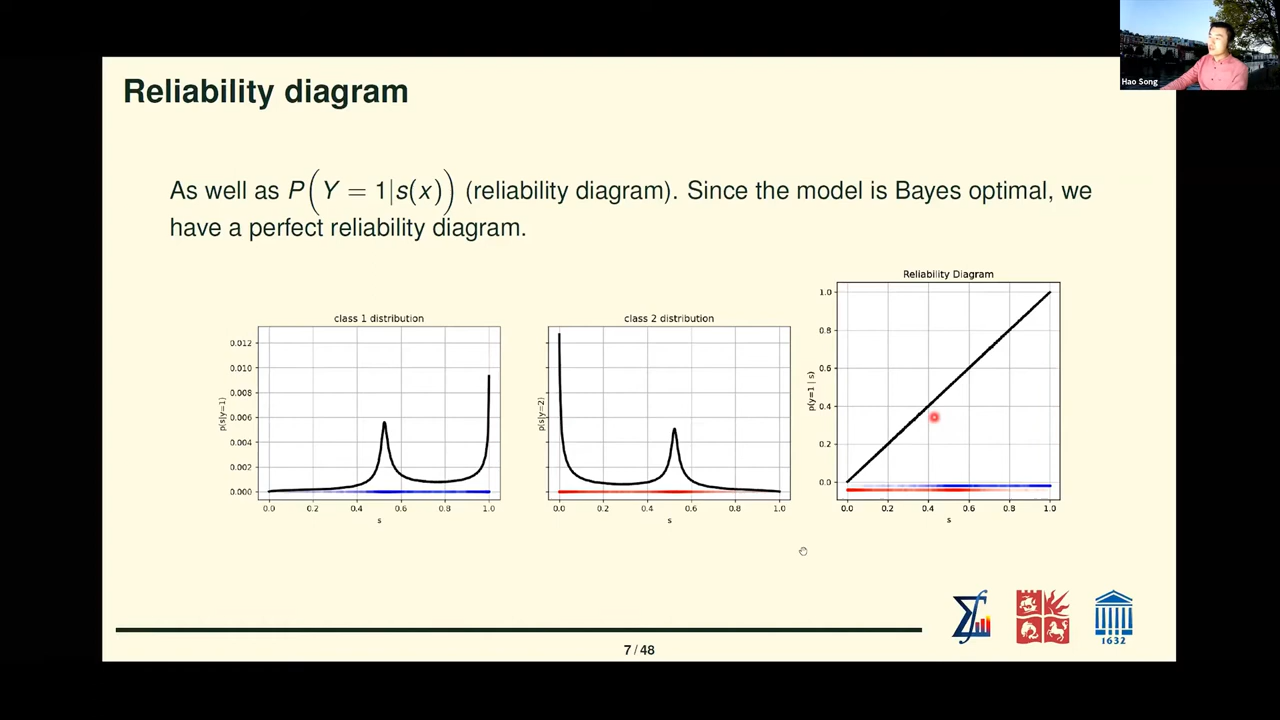 Hao Song
Reliability diagram
As well as P(Y = 1|s(x)) (reliability diagram). Since the model is Bayes optimal, we
have a perfect reliability diagram.
class 1 distribution
p(s|y=1)
0.012
0.010
0.008
0.006
0.004
0.002
0.000
0.0 0.2 0.4 0.6 0.8 1.0
s
class 2 distribution
p(s|y=2)
0.0 0.2 0.4 0.6 0.8 1.0
s
Reliability Diagram
p(y=1 | s)
1.0
0.8
0.6
0.4
0.2
0.0
0.0 0.2 0.4 0.6 0.8 1.0
s
1632
7 / 48